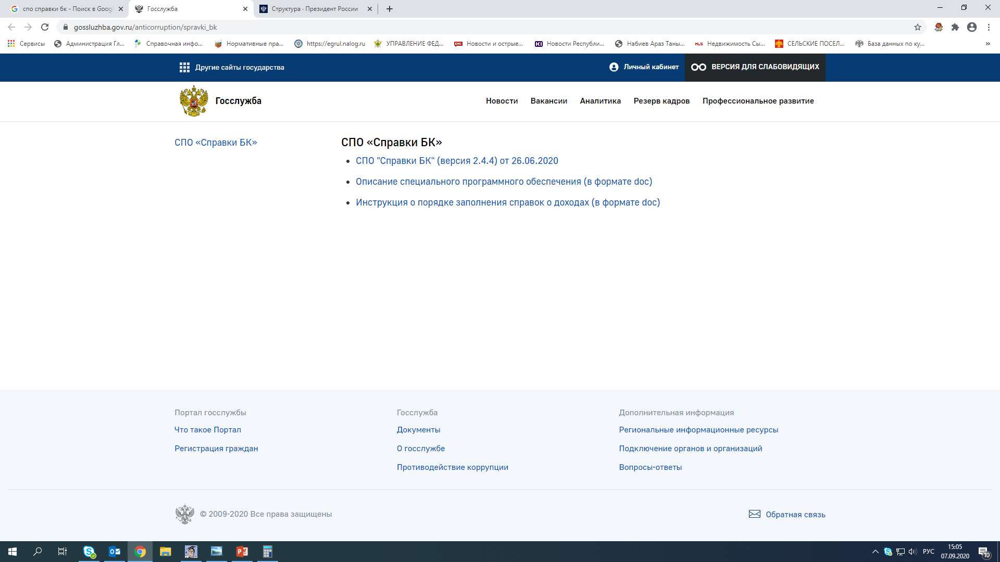 спо справки бк - Поиск в Goog
Госслужба
Структура · Президент России
gossluzhba.gov.ru/anticorruption/spravki_bk
Сервисы
Администрация Гл...
Справочная инфо...
Нормативные пра...
https://egrul.nalog.ru
УПРАВЛЕНИЕ ФЕД...
Новости и острые...
Новости Республи...
Набиев Араз Таны...
Недвижимость Сы...
СЕЛЬСКИЕ ПОСЕЛ...
База данных по ку...
Другие сайты государства
Личный кабинет
ВЕРСИЯ ДЛЯ СЛАБОВИДЯЩИХ
Госслужба
Новости
Вакансии
Аналитика
Резерв кадров
Профессиональное развитие
СПО «Справки БК»
СПО «Справки БК»
СПО "Справки БК" (версия 2.4.4) от 26.06.2020
Описание специального программного обеспечения (в формате doc)
Инструкция о порядке заполнения справок о доходах (в формате doc)
Портал госслужбы
Что такое Портал
Регистрация граждан
Госслужба
Документы
О госслужбе
Противодействие коррупции
Дополнительная информация
Региональные информационные ресурсы
Подключение органов и организаций
Вопросы-ответы
© 2009-2020 Все права защищены
Обратная связь
РУС
15:05
07.09.2020
10